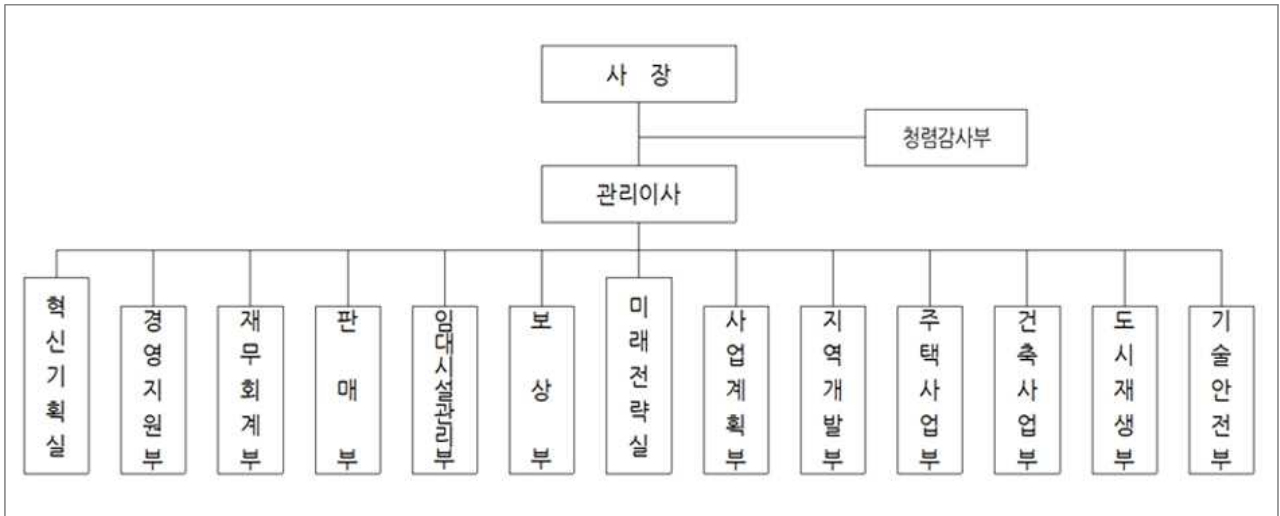 사 장
청렴감사부
관리이사
혁신기획실
경영지원부
재무회계부
판매부
임대시설관리부
보상부
미래전략실
사업계획부
지역개발부
주택사업부
건축사업부
도시재생부
기술안전부